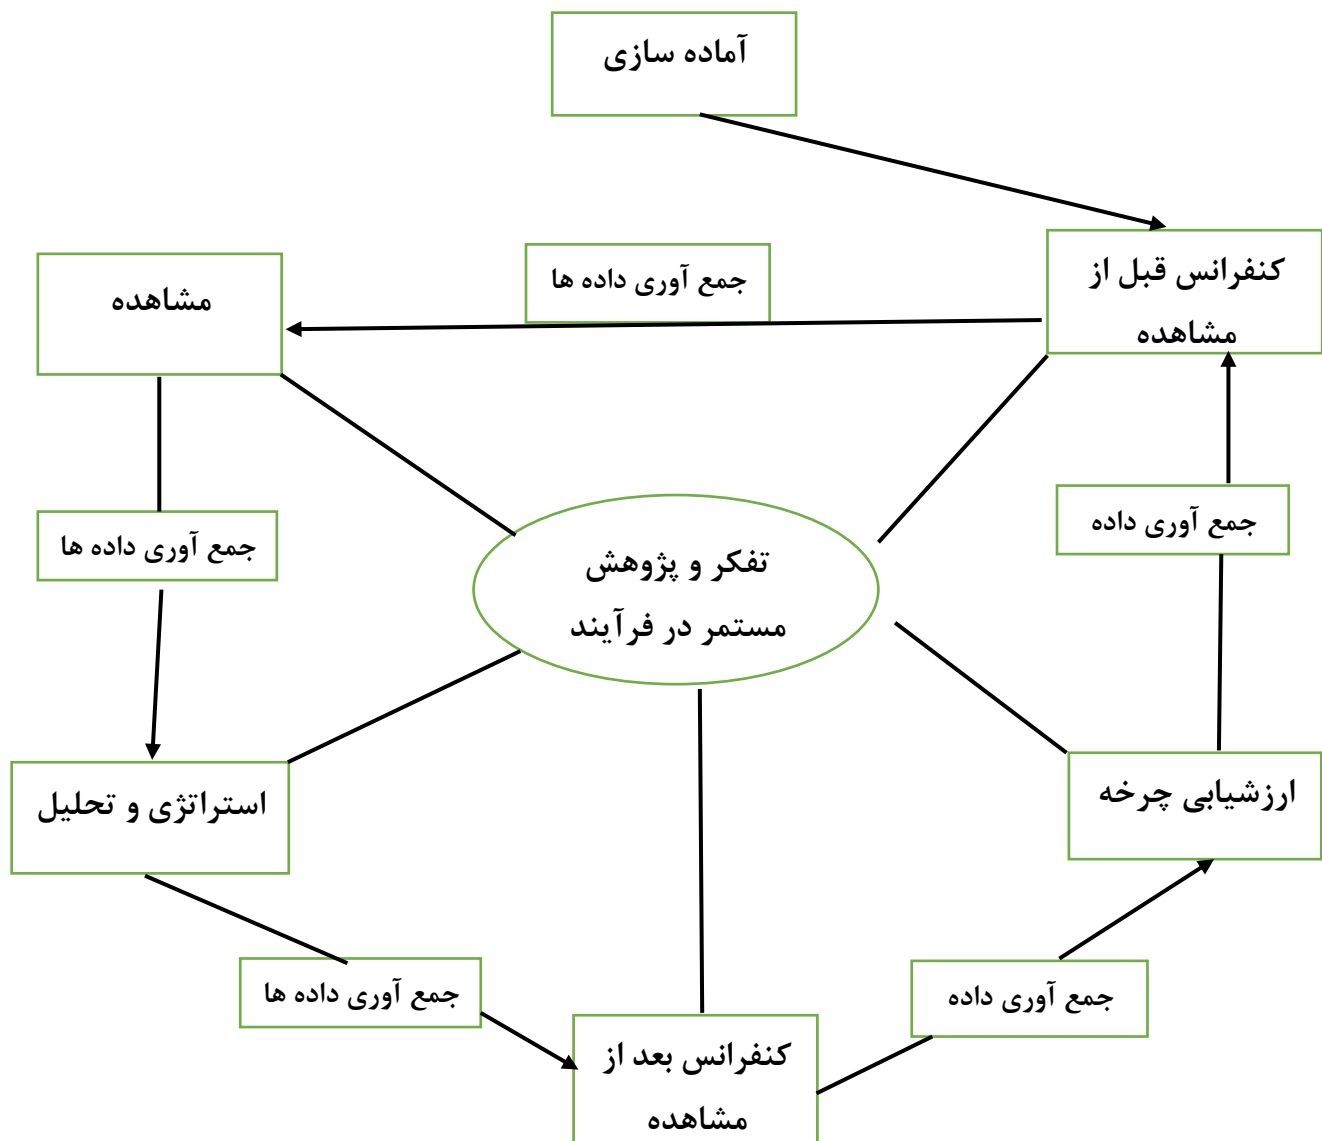 آماده سازی
کنفرانس قبل از
مشاهده
جمع آوری داده ها
مشاهده
جمع آوری داده ها
جمع آوری داده
تفکر و پژوهش
مستمر در فرآیند
استراتژی و تحلیل
ارزشیابی چرخه
جمع آوری داده ها
جمع آوری داده
کنفرانس بعد از
مشاهده